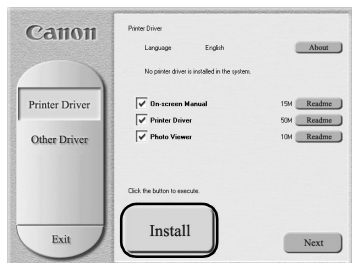 Canon
Printer Driver
Language English About
No printer driver is installed in the system.
Printer Driver
Other Driver
On-screen Manual 15M Readme
Printer Driver 50M Readme
Photo Viewer 10M Readme
Click the button to execute.
Install
Exit
Next